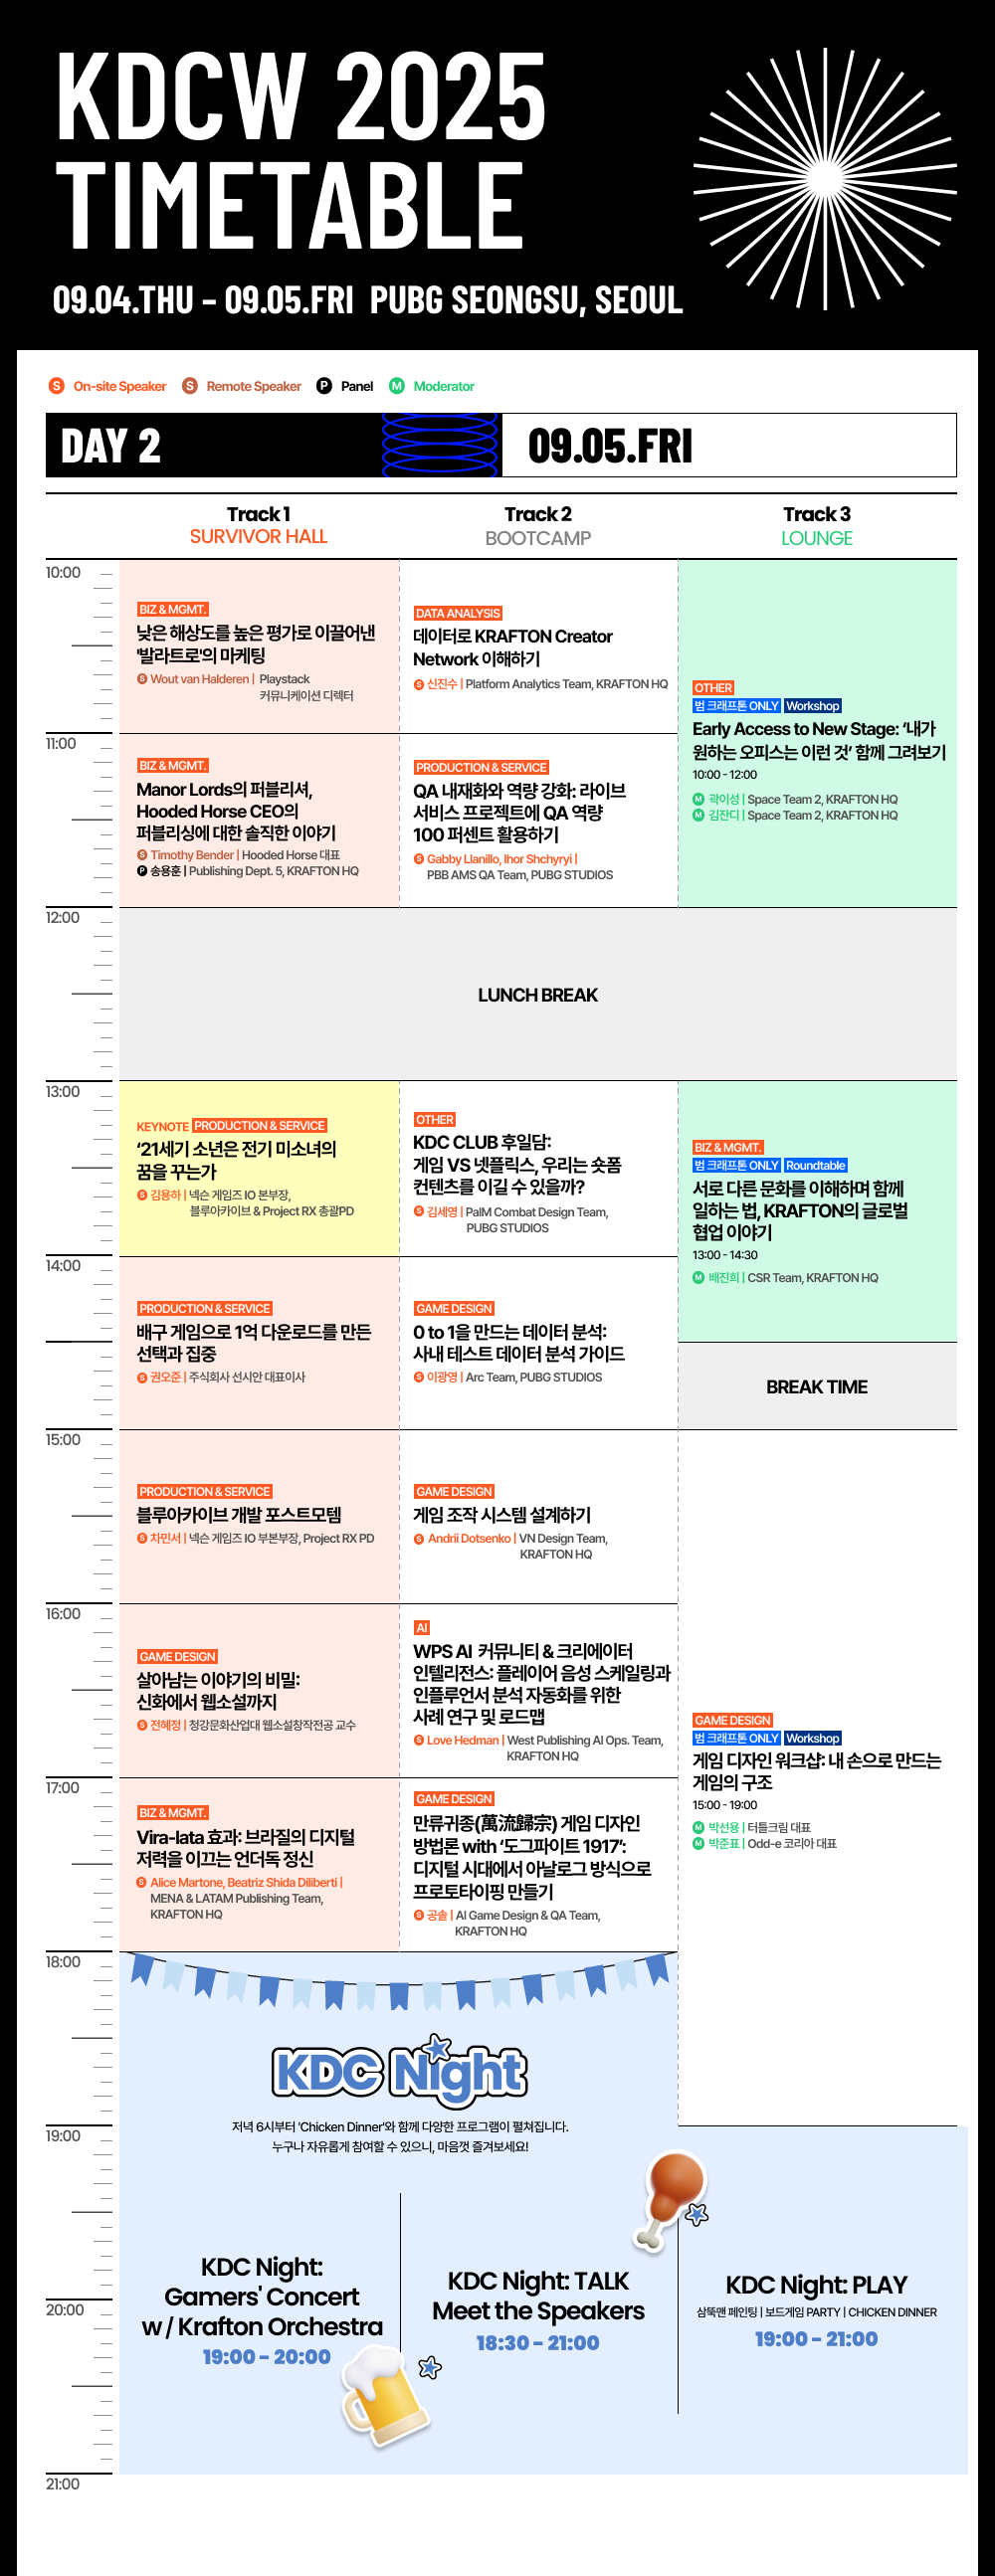 KDCW 2025
TIMETABLE
09.04.THU – 09.05.FRI PUBG SEONGSU, SEOUL
S On-site Speaker S Remote Speaker P Panel M Moderator
DAY 2
09.05.FRI
Track 1
SURVIVOR HALL
Track 2
BOOTCAMP
Track 3
LOUNGE
10:00
BIZ & MGMT.
낮은 해상도를 높은 평가로 이끌어낸
'발라트로'의 마케팅
S Wout van Halderen | Playstack
커뮤니케이션 디렉터
DATA ANALYSIS
데이터로 KRAFTON Creator
Network 이해하기
S 신진수 | Platform Analytics Team, KRAFTON HQ
OTHER
범 크래프톤 ONLY Workshop
Early Access to New Stage: ‘내가
원하는 오피스는 이런 것’ 함께 그려보기
10:00 - 12:00
M 곽이성 | Space Team 2, KRAFTON HQ
M 김잔디 | Space Team 2, KRAFTON HQ
11:00
BIZ & MGMT.
Manor Lords의 퍼블리셔,
Hooded Horse CEO의
퍼블리싱에 대한 솔직한 이야기
S Timothy Bender | Hooded Horse 대표
P 송용훈 | Publishing Dept. 5, KRAFTON HQ
PRODUCTION & SERVICE
QA 내재화와 역량 강화: 라이브
서비스 프로젝트에 QA 역량
100 퍼센트 활용하기
S Gabby Llanillo, Ihor Shchyryi |
PBB AMS QA Team, PUBG STUDIOS
12:00
LUNCH BREAK
13:00
KEYNOTE PRODUCTION & SERVICE
‘21세기 소년은 전기 미소녀의
꿈을 꾸는가
S 김용하 | 넥슨 게임즈 IO 본부장,
블루아카이브 & Project RX 총괄PD
OTHER
KDC CLUB 후일담:
게임 VS 넷플릭스, 우리는 숏폼
컨텐츠를 이길 수 있을까?
S 김세영 | PalM Combat Design Team,
PUBG STUDIOS
BIZ & MGMT.
범 크래프톤 ONLY Roundtable
서로 다른 문화를 이해하며 함께
일하는 법, KRAFTON의 글로벌
협업 이야기
13:00 - 14:30
M 배진희 | CSR Team, KRAFTON HQ
14:00
PRODUCTION & SERVICE
배구 게임으로 1억 다운로드를 만든
선택과 집중
S 권오준 | 주식회사 선시안 대표이사
GAME DESIGN
0 to 1을 만드는 데이터 분석:
사내 테스트 데이터 분석 가이드
S 이광영 | Arc Team, PUBG STUDIOS
BREAK TIME
15:00
PRODUCTION & SERVICE
블루아카이브 개발 포스트모템
S 차민서 | 넥슨 게임즈 IO 부본부장, Project RX PD
GAME DESIGN
게임 조작 시스템 설계하기
S Andrii Dotsenko | VN Design Team,
KRAFTON HQ
16:00
GAME DESIGN
살아남는 이야기의 비밀:
신화에서 웹소설까지
S 전혜정 | 청강문화산업대 웹소설창작전공 교수
AI
WPS AI 커뮤니티 & 크리에이터
인텔리전스: 플레이어 음성 스케일링과
인플루언서 분석 자동화를 위한
사례 연구 및 로드맵
S Love Hedman | West Publishing AI Ops. Team,
KRAFTON HQ
GAME DESIGN
범 크래프톤 ONLY Workshop
게임 디자인 워크샵: 내 손으로 만드는
게임의 구조
15:00 - 19:00
M 박선용 | 터틀크림 대표
M 박준표 | Odd-e 코리아 대표
17:00
BIZ & MGMT.
Vira-lata 효과: 브라질의 디지털
저력을 이끄는 언더독 정신
S Alice Martone, Beatriz Shida Diliberti |
MENA & LATAM Publishing Team,
KRAFTON HQ
GAME DESIGN
만류귀종(萬流歸宗) 게임 디자인
방법론 with ‘도그파이트 1917’:
디지털 시대에서 아날로그 방식으로
프로토타이핑 만들기
S 공솔 | AI Game Design & QA Team,
KRAFTON HQ
18:00
KDC Night
저녁 6시부터 'Chicken Dinner'와 함께 다양한 프로그램이 펼쳐집니다.
누구나 자유롭게 참여할 수 있으니, 마음껏 즐겨보세요!
19:00
KDC Night:
Gamers' Concert
w / Krafton Orchestra
19:00 – 20:00
KDC Night: TALK
Meet the Speakers
18:30 – 21:00
KDC Night: PLAY
삼뚝맨 페인팅 | 보드게임 PARTY | CHICKEN DINNER
19:00 – 21:00
20:00
21:00